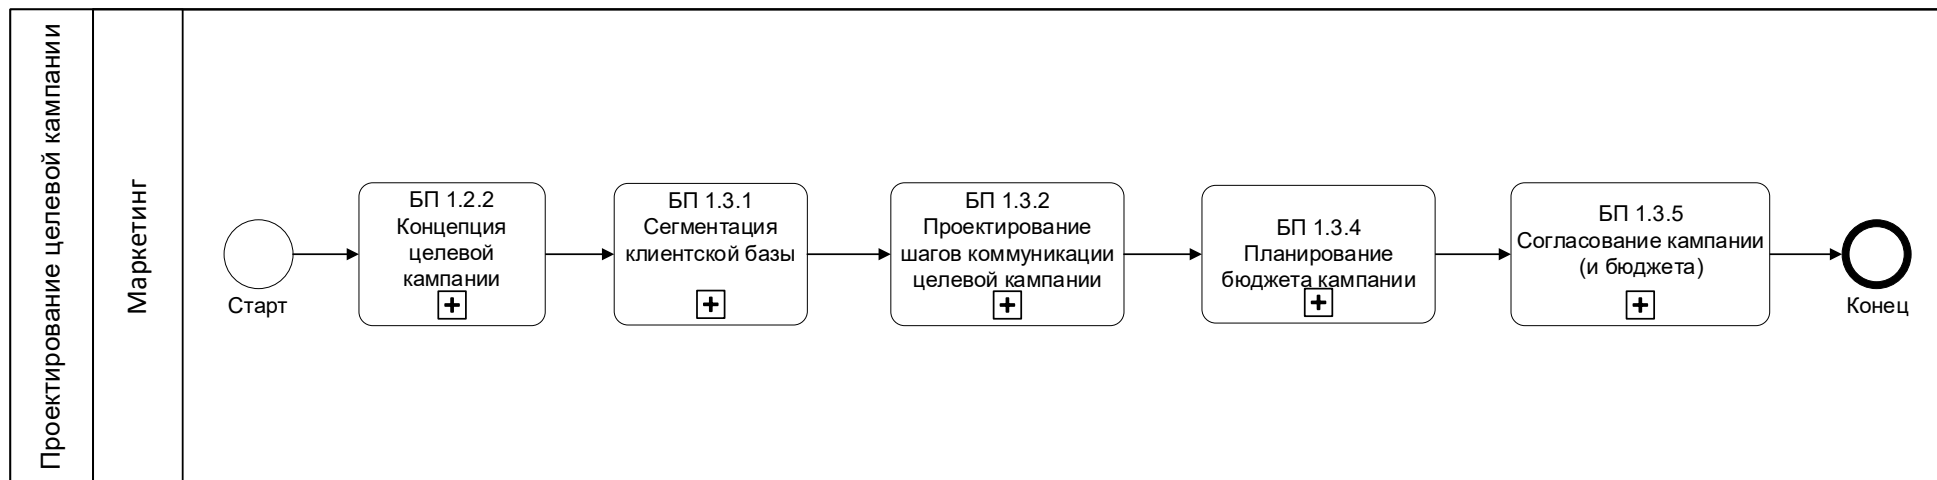 Проектирование целевой кампании
Маркетинг
Старт
БП 1.2.2
Концепция
целевой
кампании
БП 1.3.1
Сегментация
клиентской базы
БП 1.3.2
Проектирование
шагов коммуникации
целевой кампании
БП 1.3.4
Планирование
бюджета кампании
БП 1.3.5
Согласование кампании
(и бюджета)
Конец